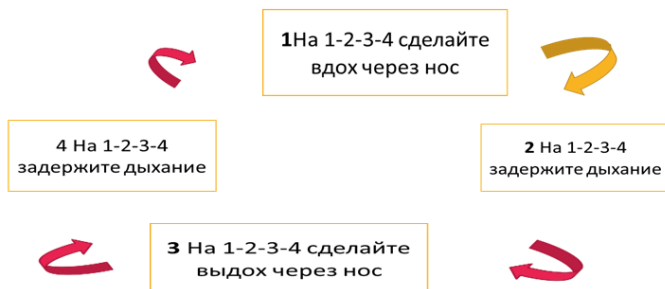 1На 1-2-3-4 сделайте
вдох через нос
2 На 1-2-3-4
задержите дыхание
3 На 1-2-3-4 сделайте
выдох через нос
4 На 1-2-3-4
задержите дыхание